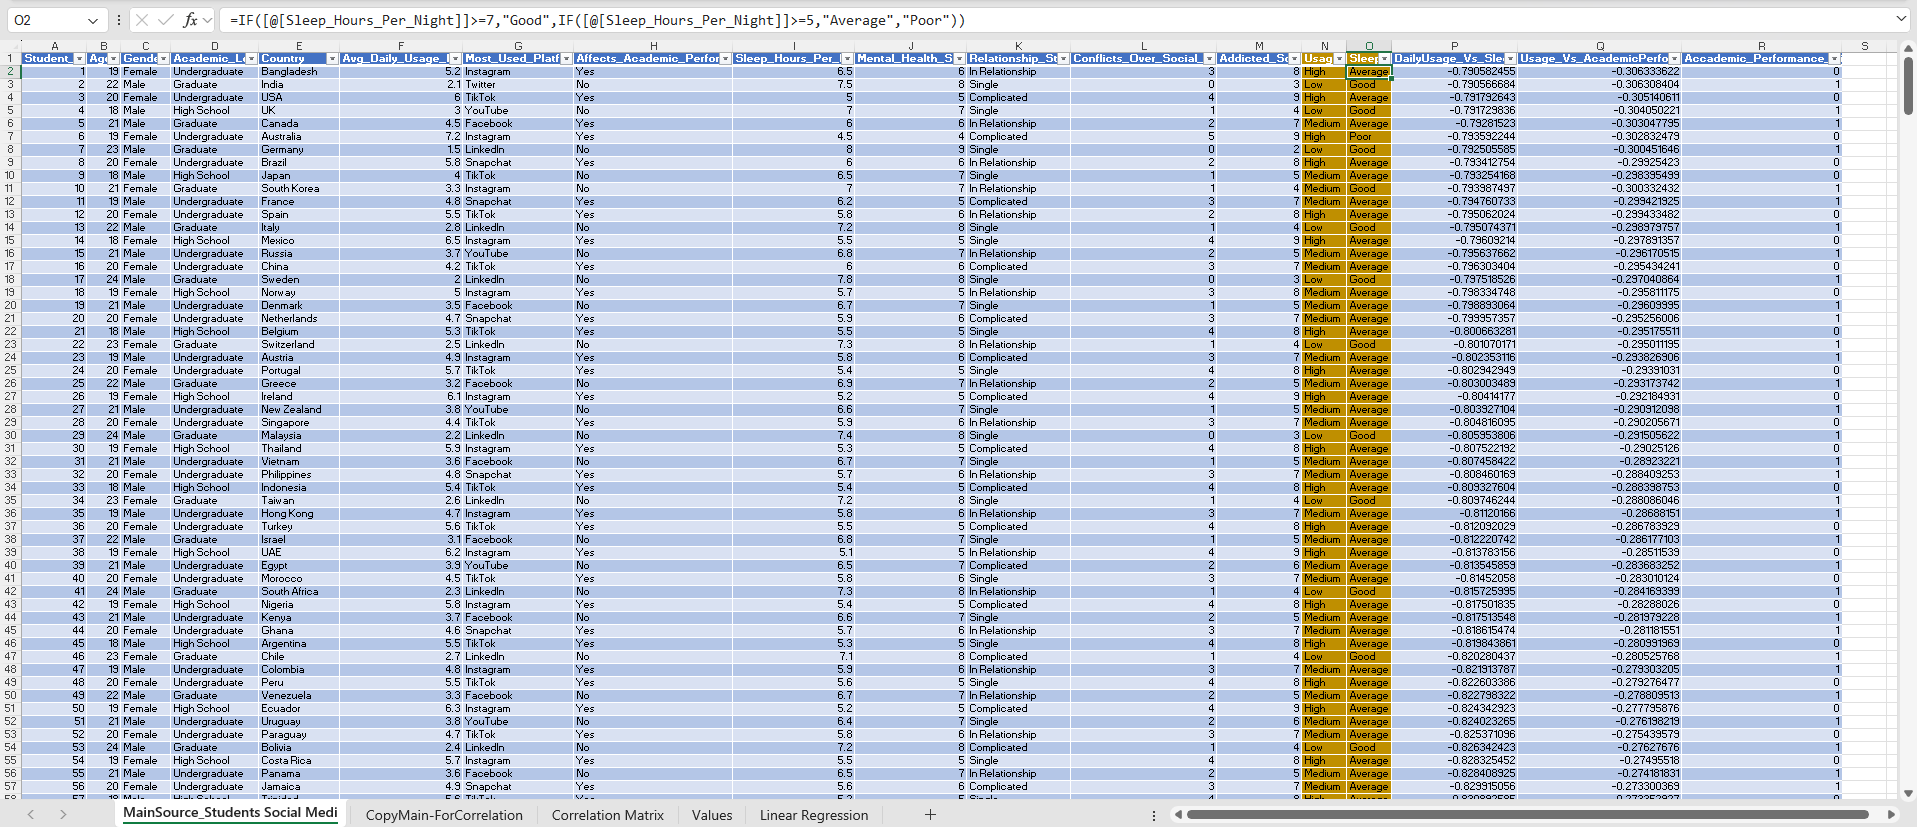 O2 fx =IF([@[Sleep_Hours_Per_Night]]>=7,"Good",IF([@[Sleep_Hours_Per_Night]]>=5,"Average","Poor"))
A B C D E F G H I J K L M N O P Q R S
1 Student_ Age Gende Academic_Le Country Avg_Daily_Usage_ Most_Used_Platf Affects_Academic_Perfor Sleep_Hours_Per_ Mental_Health_S Relationship_St Conflicts_Over_Social_ Addicted_Sc Usag Sleep DailyUsage_Vs_Slee Usage_Vs_AcademicPerfo Accademic_Performance_
2 1 19 Female Undergraduate Bangladesh 5.2 Instagram Yes 6.5 6 In Relationship 3 8 High Average -0.790582455 -0.306333622 0
3 2 22 Male Graduate India 2.1 Twitter No 7.5 8 Single 0 3 Low Good -0.790566684 -0.306308404 1
4 3 20 Female Undergraduate USA 6 TikTok Yes 5 5 Complicated 4 9 High Average -0.791792643 -0.305140611 0
5 4 18 Male High School UK 3 YouTube No 7 7 Single 1 4 Low Good -0.791729836 -0.304050221 1
6 5 21 Male Graduate Canada 4.5 Facebook Yes 6 6 In Relationship 2 7 Medium Average -0.79281523 -0.303047795 0
7 6 19 Female Undergraduate Australia 7.2 Instagram Yes 4.5 4 Complicated 5 9 High Poor -0.793592244 -0.302832479 0
8 7 23 Male Graduate Germany 1.5 LinkedIn No 8 9 Single 0 2 Low Good -0.792505585 -0.300451646 1
9 8 20 Female Undergraduate Brazil 5.8 Snapchat Yes 6 6 In Relationship 2 8 High Average -0.793412754 -0.29925423 0
10 9 18 Male High School Japan 4 TikTok No 6.5 7 Single 1 5 Medium Average -0.793254168 -0.298395499 1
11 10 21 Female Graduate South Korea 3.3 Instagram No 7 7 In Relationship 1 4 Medium Good -0.793987497 -0.300332432 1
12 11 19 Male Undergraduate France 4.8 Snapchat Yes 6.2 5 Complicated 3 7 Medium Average -0.794760733 -0.299421925 0
13 12 20 Female Undergraduate Spain 5.5 TikTok Yes 5.8 6 In Relationship 2 8 High Average -0.795062024 -0.299433482 0
14 13 22 Male Graduate Italy 2.8 LinkedIn No 7.2 8 Single 1 4 Low Good -0.795074371 -0.298979757 1
15 14 18 Female High School Mexico 6.5 Instagram Yes 5.5 5 Single 4 9 High Average -0.79609214 -0.297891357 0
16 15 21 Male Undergraduate Russia 3.7 YouTube No 6.8 7 In Relationship 2 5 Medium Average -0.795637662 -0.296170515 1
17 16 20 Female Undergraduate China 4.2 TikTok Yes 6 6 Complicated 3 7 Medium Average -0.796303404 -0.295434241 0
18 17 24 Male Graduate Sweden 2 LinkedIn No 7.8 8 Single 0 3 Low Good -0.797518526 -0.297040864 1
19 18 19 Female High School Norway 5 Instagram Yes 5.7 5 In Relationship 3 8 Medium Average -0.798334748 -0.295811175 0
20 19 21 Male Undergraduate Denmark 3.5 Facebook No 6.7 7 Single 1 5 Medium Average -0.798893064 -0.29609995 1
21 20 20 Female Undergraduate Netherlands 4.7 Snapchat Yes 5.9 6 Complicated 3 7 Medium Average -0.799957357 -0.295256006 0
22 21 18 Male High School Belgium 5.3 TikTok Yes 5.5 5 Single 4 8 High Average -0.800663281 -0.295175511 0
23 22 23 Female Graduate Switzerland 2.5 LinkedIn No 7.3 8 In Relationship 1 4 Low Good -0.801070171 -0.295011195 1
24 23 19 Male Undergraduate Austria 4.9 Instagram Yes 5.8 6 Complicated 3 7 Medium Average -0.802353116 -0.293826906 0
25 24 20 Female Undergraduate Portugal 5.7 TikTok Yes 5.4 5 Single 4 8 High Average -0.802942949 -0.29391031 0
26 25 22 Male Graduate Greece 3.2 Facebook No 6.9 7 In Relationship 2 5 Medium Average -0.803003489 -0.293173742 1
27 26 19 Female High School Ireland 6.1 Instagram Yes 5.2 5 Complicated 4 9 High Average -0.80414177 -0.292184931 0
28 27 21 Male Undergraduate New Zealand 3.8 YouTube No 6.6 7 Single 1 5 Medium Average -0.803927104 -0.290912098 1
29 28 20 Female Undergraduate Singapore 4.4 TikTok Yes 5.9 6 In Relationship 3 7 Medium Average -0.804816095 -0.290205671 0
30 29 24 Male Graduate Malaysia 2.2 LinkedIn No 7.4 8 Single 0 3 Low Good -0.805953806 -0.291505622 1
31 30 19 Female High School Thailand 5.9 Instagram Yes 5.3 5 Complicated 4 8 High Average -0.807522192 -0.29025126 0
32 31 21 Male Undergraduate Vietnam 3.6 Facebook No 6.7 7 Single 1 5 Medium Average -0.807458422 -0.28923221 1
33 32 20 Female Undergraduate Philippines 4.8 Snapchat Yes 5.7 6 In Relationship 3 7 Medium Average -0.808460169 -0.288409253 0
34 33 18 Male High School Indonesia 5.4 TikTok Yes 5.4 5 Complicated 4 8 High Average -0.809327604 -0.288398753 0
35 34 23 Female Graduate Taiwan 2.6 LinkedIn No 7.2 8 Single 1 4 Low Good -0.809746244 -0.288086046 1
36 35 19 Male Undergraduate Hong Kong 4.7 Instagram Yes 5.8 6 In Relationship 3 7 Medium Average -0.81120166 -0.28688151 0
37 36 20 Female Undergraduate Turkey 5.6 TikTok Yes 5.5 5 Complicated 4 8 High Average -0.812092029 -0.286783929 0
38 37 22 Male Graduate Israel 3.1 Facebook No 6.8 7 Single 2 5 Medium Average -0.812220742 -0.286177103 1
39 38 19 Female High School UAE 6.2 Instagram Yes 5.1 5 In Relationship 4 9 High Average -0.813783156 -0.28511539 0
40 39 21 Male Undergraduate Egypt 3.9 YouTube No 6.5 7 Complicated 2 6 Medium Average -0.813545859 -0.283683252 1
41 40 20 Female Undergraduate Morocco 4.5 TikTok Yes 5.8 6 Single 3 7 Medium Average -0.81452058 -0.283010124 0
42 41 24 Male Graduate South Africa 2.3 LinkedIn No 7.3 8 In Relationship 1 4 Low Good -0.815725995 -0.284169399 1
43 42 19 Female High School Nigeria 5.8 Instagram Yes 5.4 5 Complicated 4 8 High Average -0.817501835 -0.28288026 0
44 43 21 Male Undergraduate Kenya 3.7 Facebook No 6.6 7 Single 2 5 Medium Average -0.817513548 -0.281979228 1
45 44 20 Female Undergraduate Ghana 4.6 Snapchat Yes 5.7 6 In Relationship 3 7 Medium Average -0.818615474 -0.281181551 0
46 45 18 Male High School Argentina 5.5 TikTok Yes 5.3 5 Single 4 8 High Average -0.819843861 -0.280931969 0
47 46 23 Female Graduate Chile 2.7 LinkedIn No 7.1 8 Complicated 1 4 Low Good -0.820280437 -0.280525768 1
48 47 19 Male Undergraduate Colombia 4.8 Instagram Yes 5.9 6 In Relationship 3 7 Medium Average -0.821913787 -0.279303205 0
49 48 20 Female Undergraduate Peru 5.5 TikTok Yes 5.6 5 Single 4 8 High Average -0.822603386 -0.279276477 0
50 49 22 Male Graduate Venezuela 3.3 Facebook No 6.7 7 In Relationship 2 5 Medium Average -0.822798322 -0.278809513 1
51 50 19 Female High School Ecuador 6.3 Instagram Yes 5.2 5 Complicated 4 9 High Average -0.824342923 -0.277795876 0
52 51 21 Male Undergraduate Uruguay 3.8 YouTube No 6.4 7 Single 2 6 Medium Average -0.824023265 -0.276198219 1
53 52 20 Female Undergraduate Paraguay 4.7 TikTok Yes 5.8 6 In Relationship 3 7 Medium Average -0.825371096 -0.275439579 0
54 53 24 Male Graduate Bolivia 2.4 LinkedIn No 7.2 8 Complicated 1 4 Low Good -0.826342423 -0.27627676 1
55 54 19 Female High School Costa Rica 5.7 Instagram Yes 5.5 5 Single 4 8 High Average -0.828325452 -0.27495518 0
56 55 21 Male Undergraduate Panama 3.6 Facebook No 6.5 7 In Relationship 2 5 Medium Average -0.828408925 -0.274181831 1
57 56 20 Female Undergraduate Jamaica 4.9 Snapchat Yes 5.6 6 Complicated 3 7 Medium Average -0.829915056 -0.273300369 0
MainSource_Students Social Medi CopyMain-ForCorrelation Correlation Matrix Values Linear Regression +